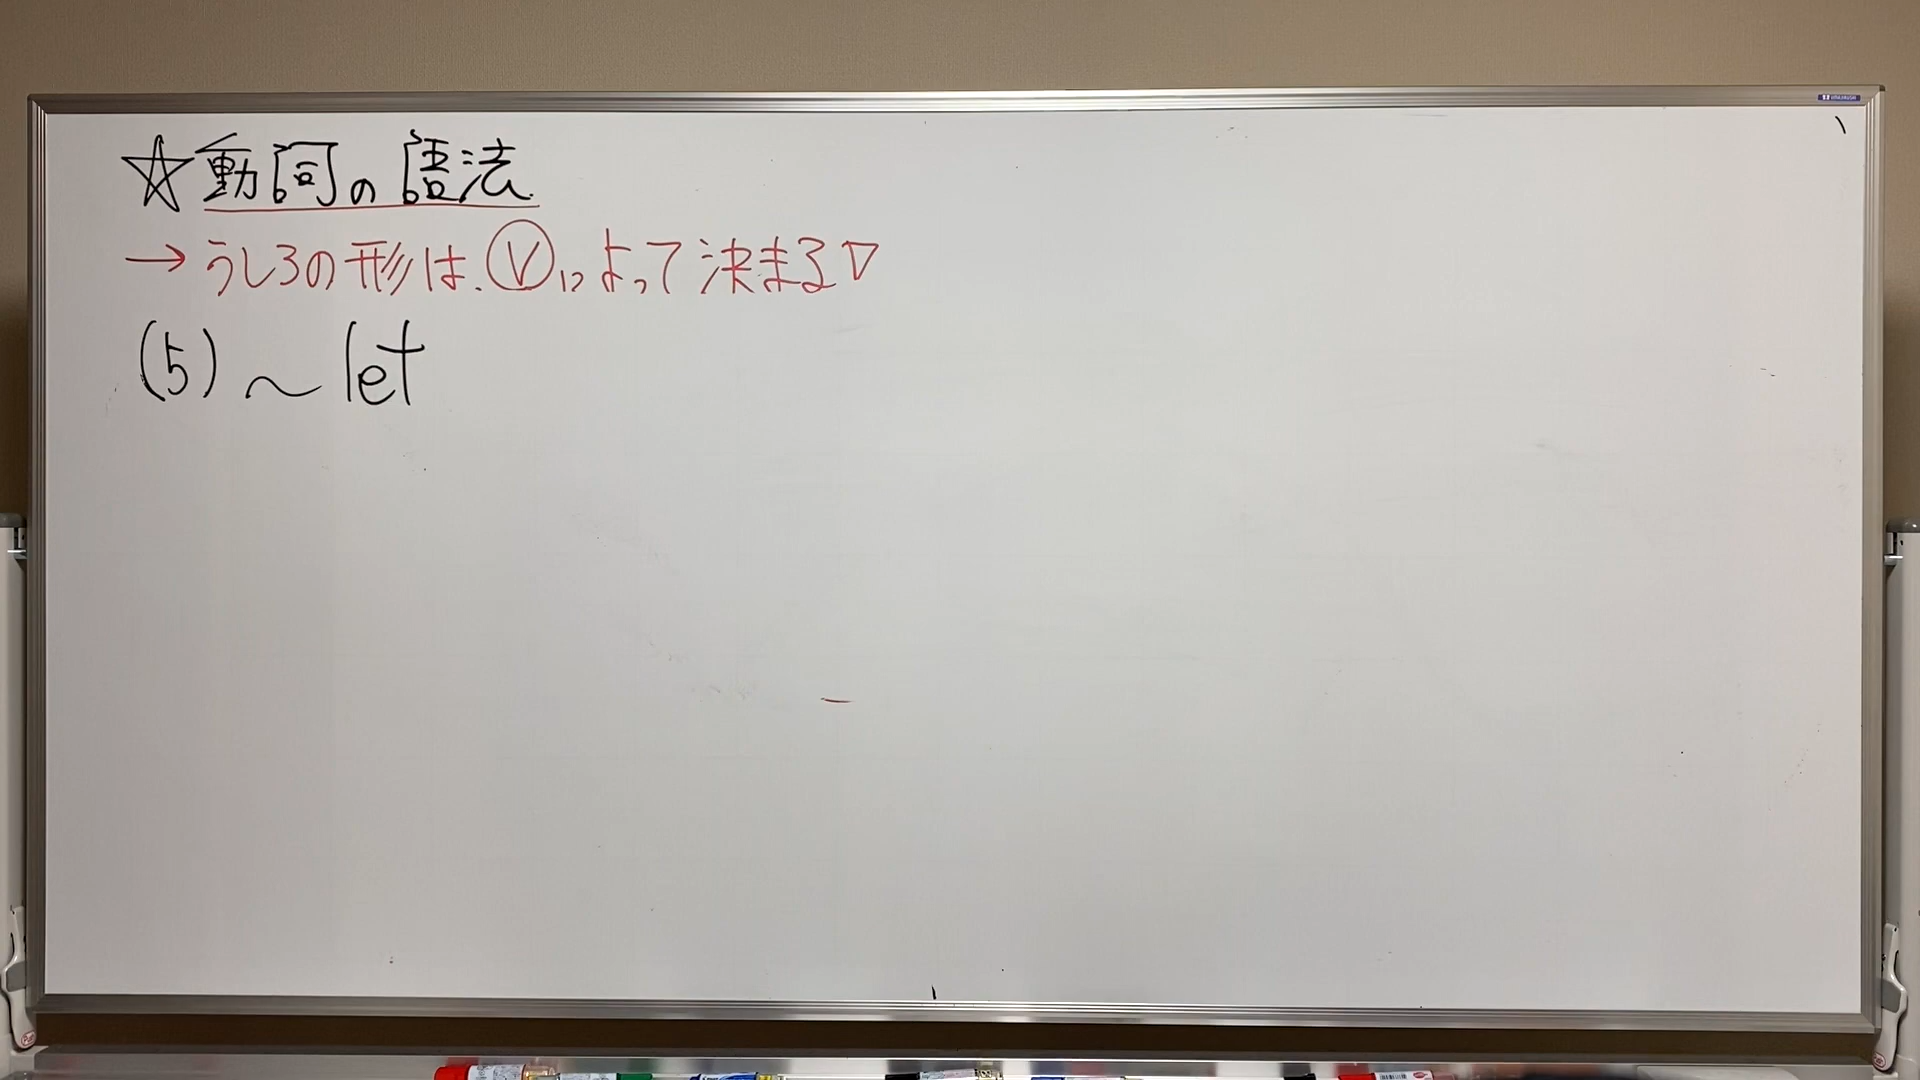 ☆動詞の語法
→うしろの形は、Ⓥによって決まる▽
(5) ～ let